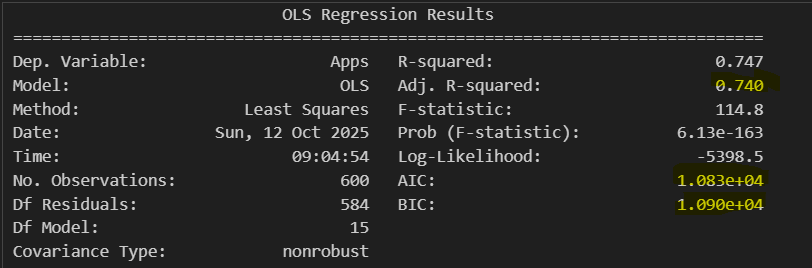 OLS Regression Results
==============================================================================
Dep. Variable: Apps R-squared: 0.747
Model: OLS Adj. R-squared: 0.740
Method: Least Squares F-statistic: 114.8
Date: Sun, 12 Oct 2025 Prob (F-statistic): 6.13e-163
Time: 09:04:54 Log-Likelihood: -5398.5
No. Observations: 600 AIC: 1.083e+04
Df Residuals: 584 BIC: 1.090e+04
Df Model: 15
Covariance Type: nonrobust